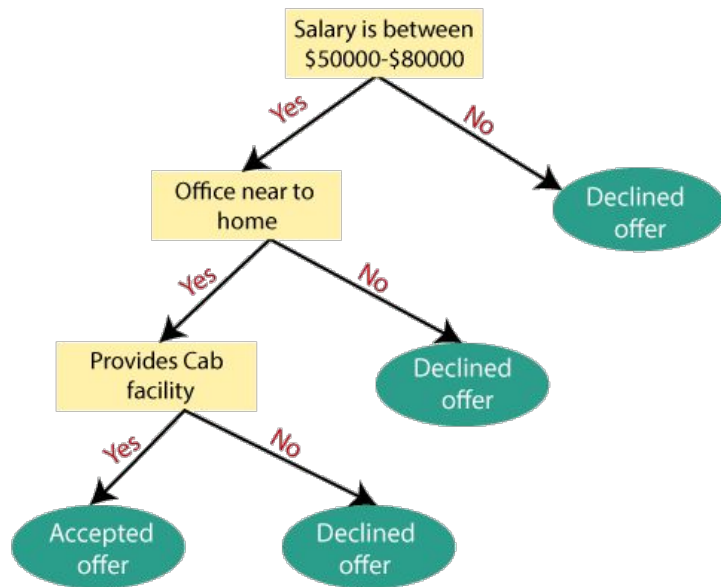 Salary is between
$50000-$80000
Yes
No
Office near to
home
Declined
offer
Yes
No
Provides Cab
facility
Declined
offer
Yes
No
Accepted
offer
Declined
offer